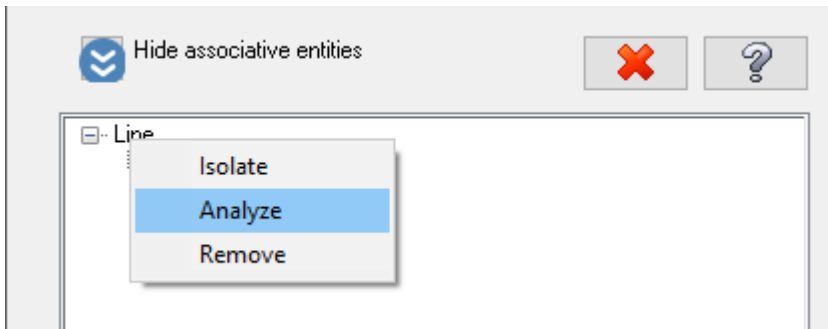 Hide associative entities
Line
Isolate
Analyze
Remove